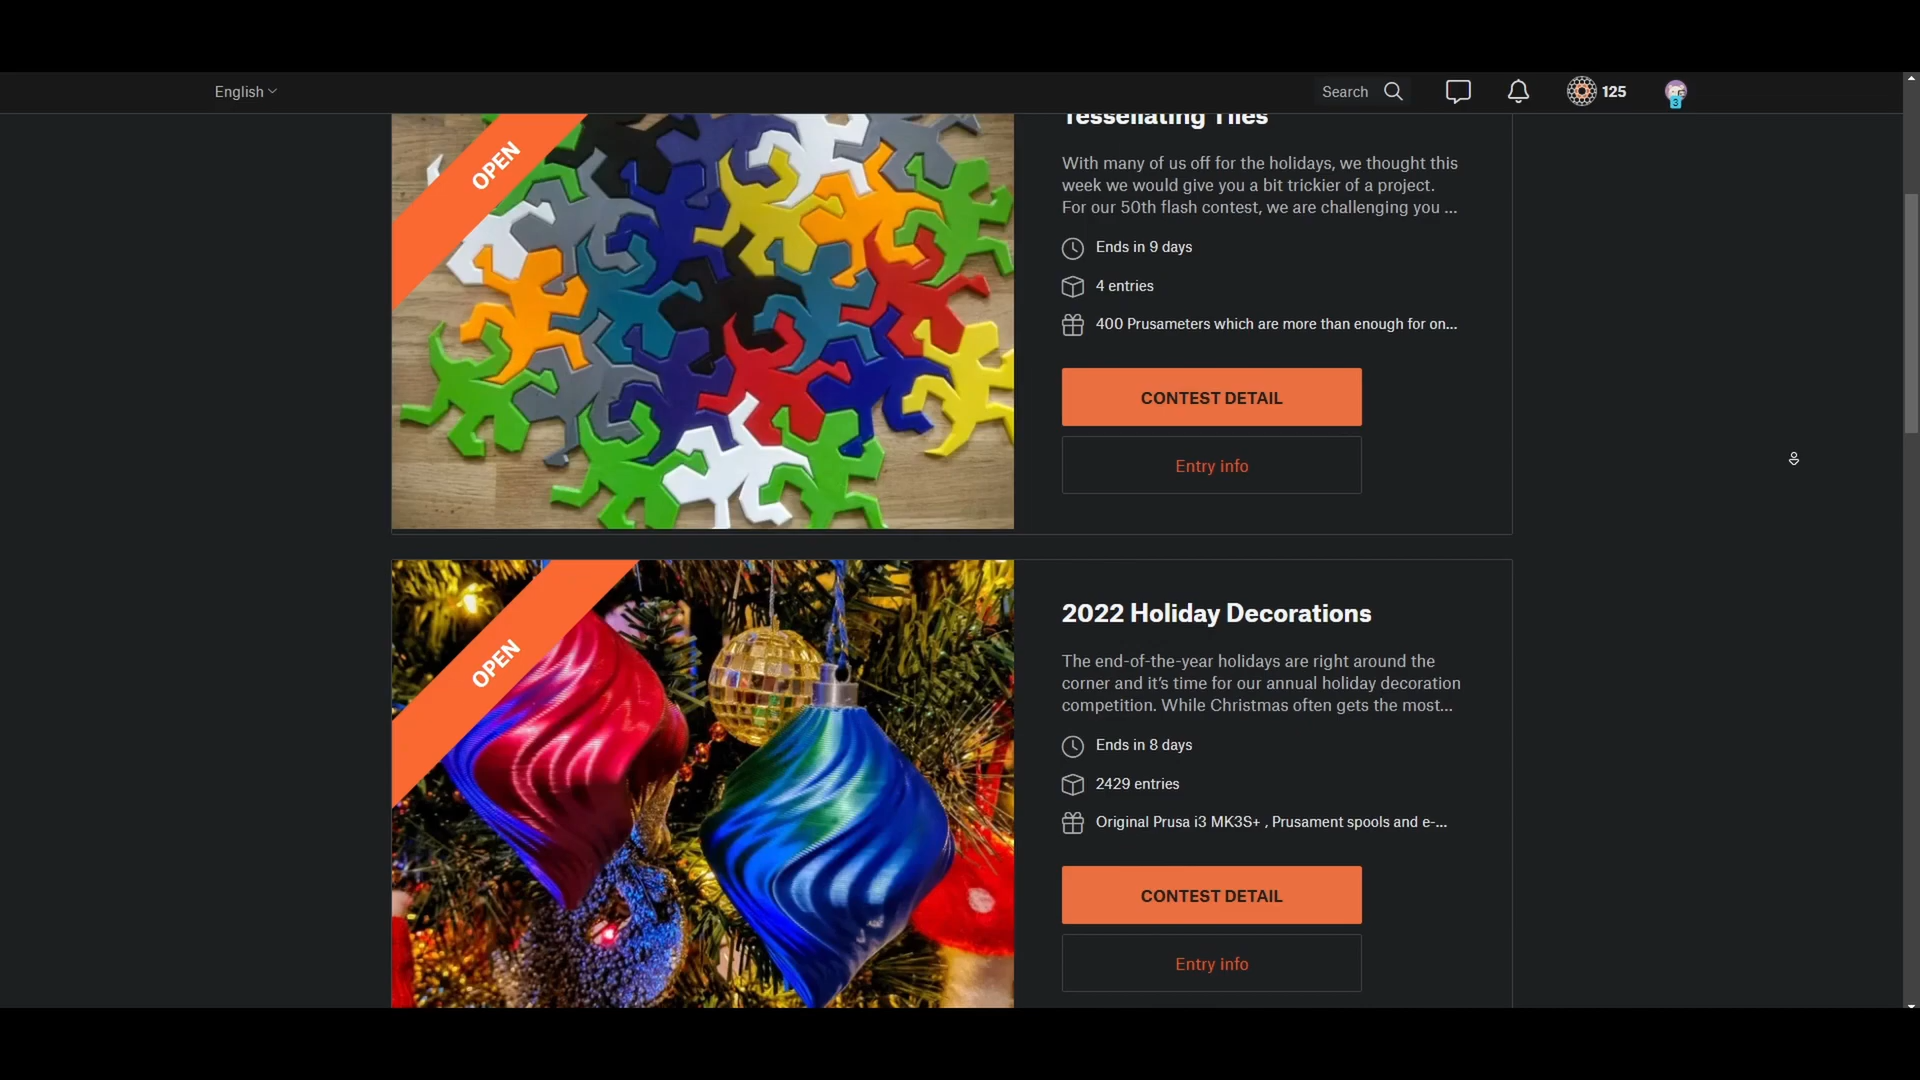 English
Search
125
3
Tessellating Tiles
OPEN
With many of us off for the holidays, we thought this
week we would give you a bit trickier of a project.
For our 50th flash contest, we are challenging you ...
Ends in 9 days
4 entries
400 Prusameters which are more than enough for on...
CONTEST DETAIL
Entry info
OPEN
2022 Holiday Decorations
The end-of-the-year holidays are right around the
corner and it's time for our annual holiday decoration
competition. While Christmas often gets the most...
Ends in 8 days
2429 entries
Original Prusa i3 MK3S+ , Prusament spools and e-...
CONTEST DETAIL
Entry info